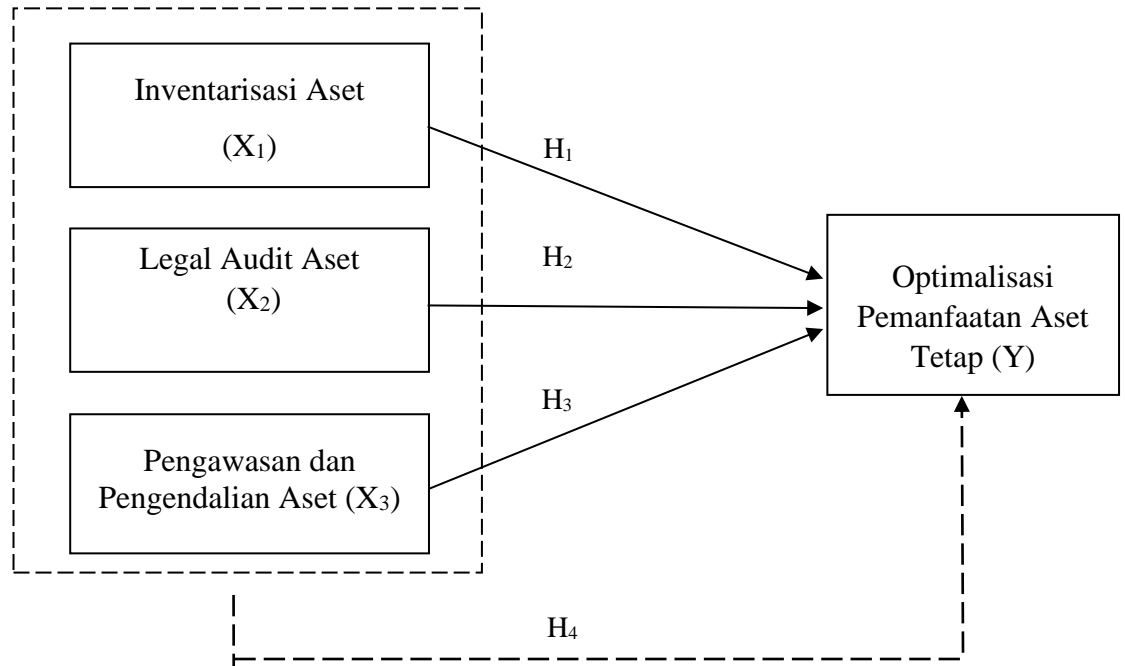 Inventarisasi Aset
(X₁)
H₁
Legal Audit Aset
(X₂)
H₂
Optimalisasi
Pemanfaatan Aset
Tetap (Y)
H₃
Pengawasan dan
Pengendalian Aset (X₃)
H₄